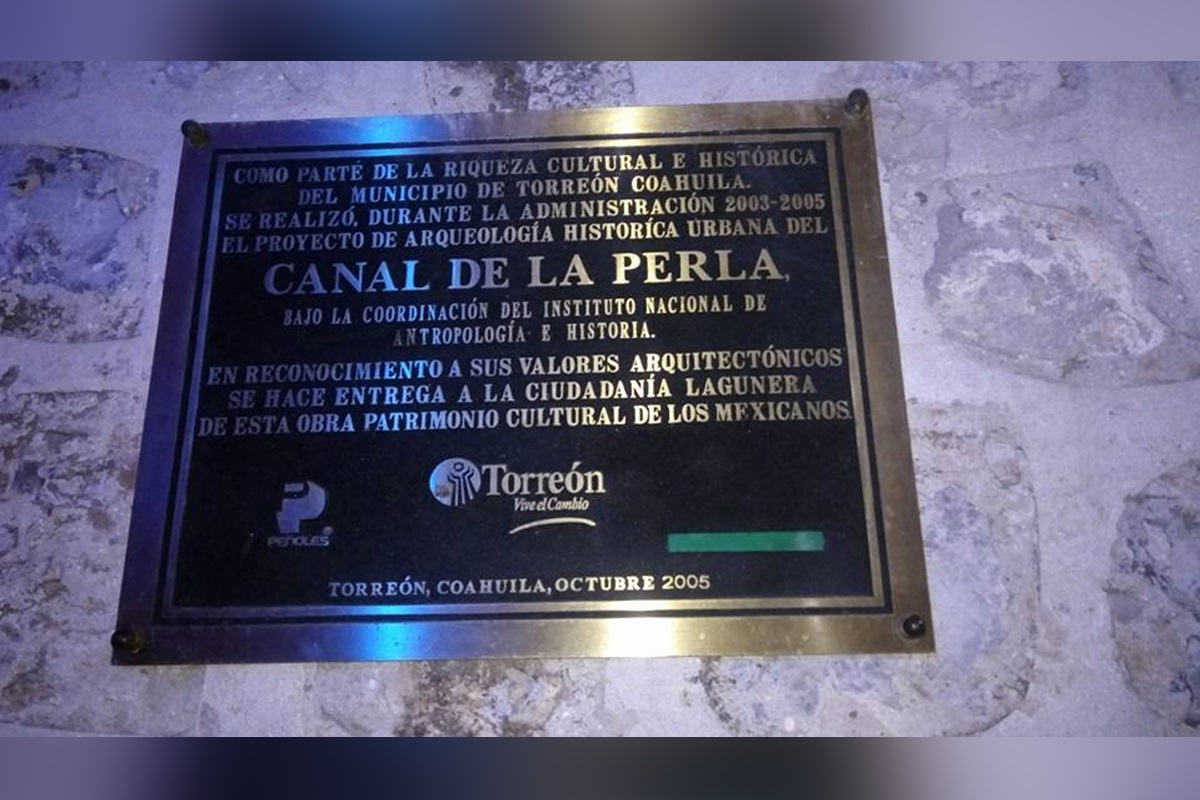 COMO PARTÉ DE LA RIQUEZA CULTURAL E HISTÓRICA
DEL MUNICIPIO DE TORREÓN COAHUILA.
SE REALIZÓ, DURANTE LA ADMINISTRACIÓN 2003-2005
EL PROYECTO DE ARQUEOLOGÍA HISTORÍCA URBANA DEL
CANAL DE LA PERLA,
BAJO LA COORDINACIÓN DEL INSTITUTO NACIONAL DE
ANTROPOLOGÍA E HISTORIA.
EN RECONOCIMIENTO A SUS VALORES ARQUITECTÓNICOS
SE HACE ENTREGA A LA CIUDADANÍA LAGUNERA
DE ESTA OBRA PATRIMONIO CULTURAL DE LOS MEXICANOS.
Torreón
Vive el Cambio
PEÑOLES
TORREÓN, COAHUILA, OCTUBRE 2005